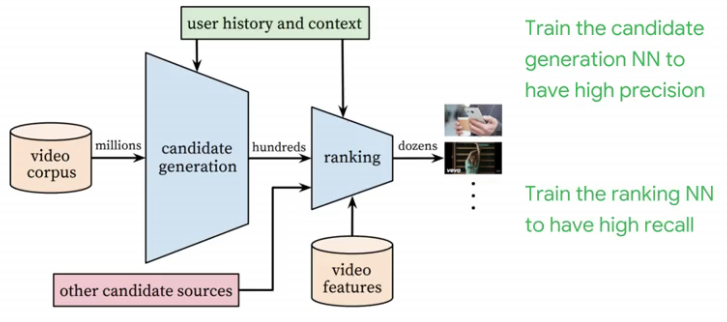 user history and context
Train the candidate
generation NN to
have high precision
video
corpus
millions
candidate
generation
hundreds
ranking
dozens
vevo
Train the ranking NN
to have high recall
other candidate sources
video
features